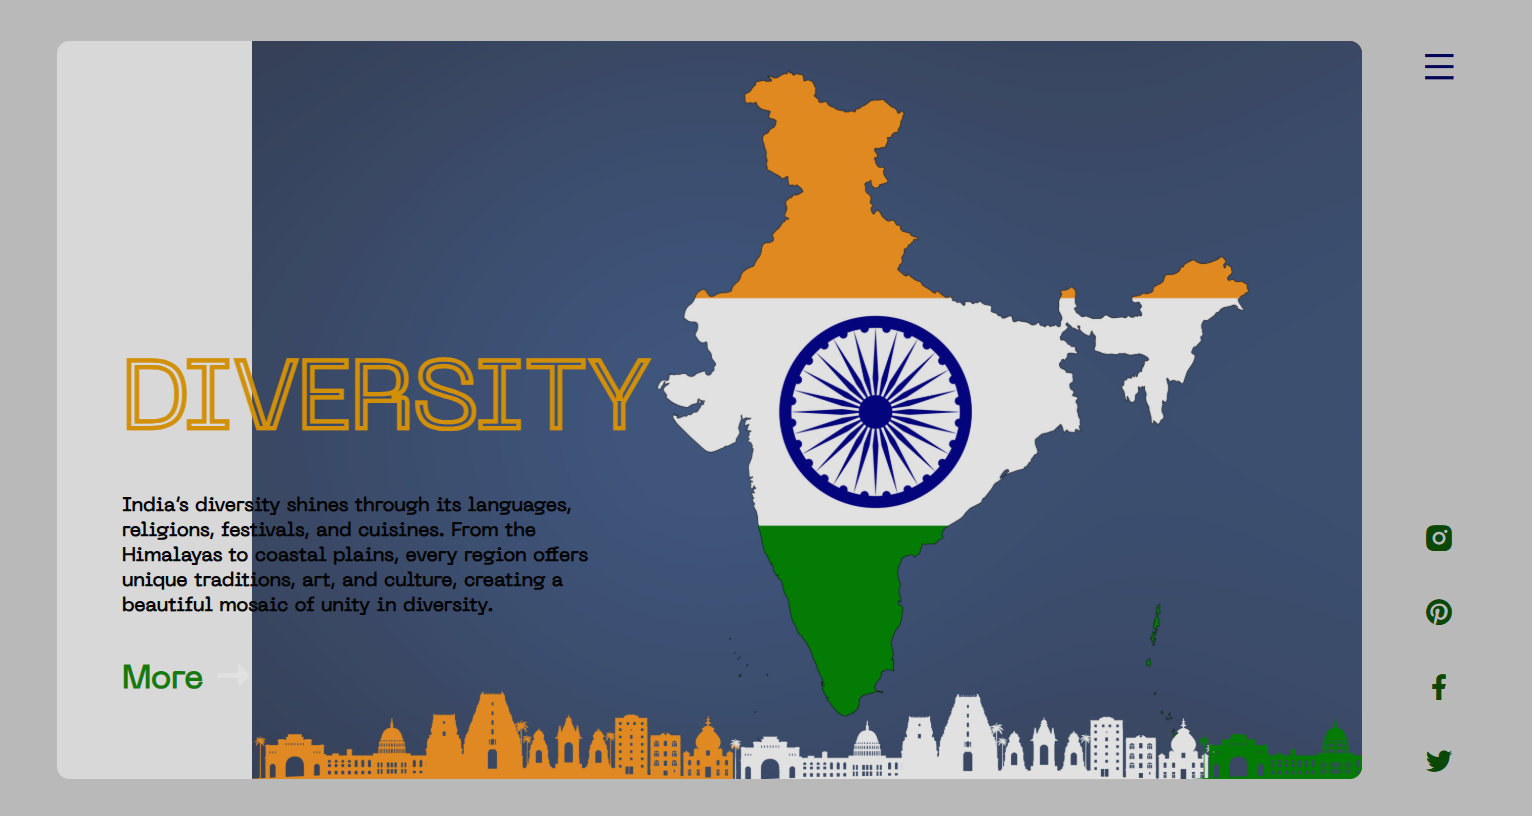 DIVERSITY
India's diversity shines through its languages,
religions, festivals, and cuisines. From the
Himalayas to coastal plains, every region offers
unique traditions, art, and culture, creating a
beautiful mosaic of unity in diversity.
More